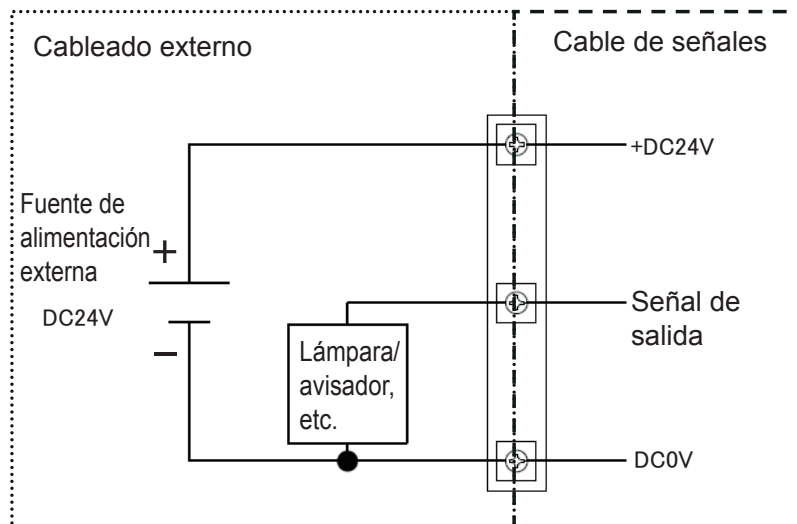 Cableado externo
Cable de señales
+DC24V
Fuente de
alimentación
externa
+
DC24V
−
Señal de
salida
Lámpara/
avisador,
etc.
DC0V